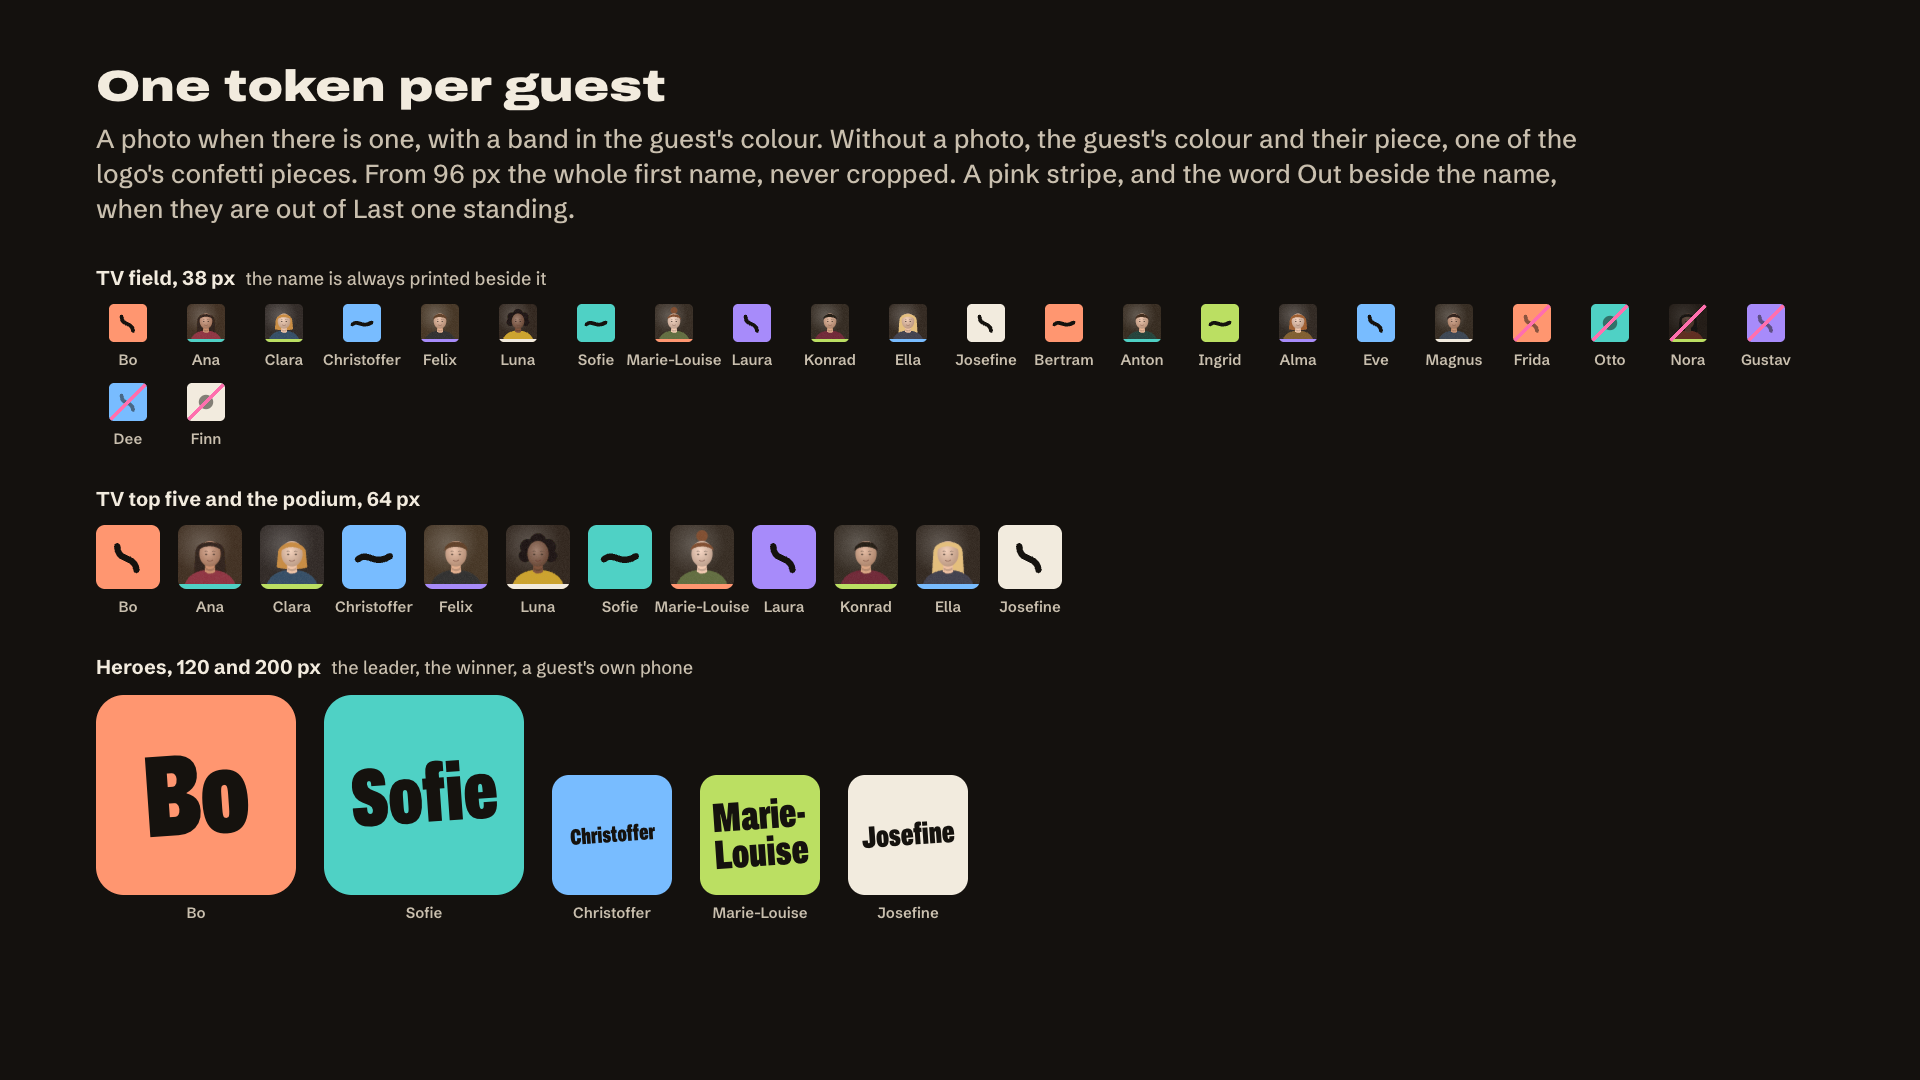 One token per guest
A photo when there is one, with a band in the guest's colour. Without a photo, the guest's colour and their piece, one of the
logo's confetti pieces. From 96 px the whole first name, never cropped. A pink stripe, and the word Out beside the name,
when they are out of Last one standing.
TV field, 38 px the name is always printed beside it
Bo Ana Clara Christoffer Felix Luna Sofie Marie-Louise Laura Konrad Ella Josefine Bertram Anton Ingrid Alma Eve Magnus Frida Otto Nora Gustav
Dee Finn
TV top five and the podium, 64 px
Bo Ana Clara Christoffer Felix Luna Sofie Marie-Louise Laura Konrad Ella Josefine
Heroes, 120 and 200 px the leader, the winner, a guest's own phone
Bo
Sofie
Christoffer
Marie-
Louise
Josefine
Bo Sofie Christoffer Marie-Louise Josefine